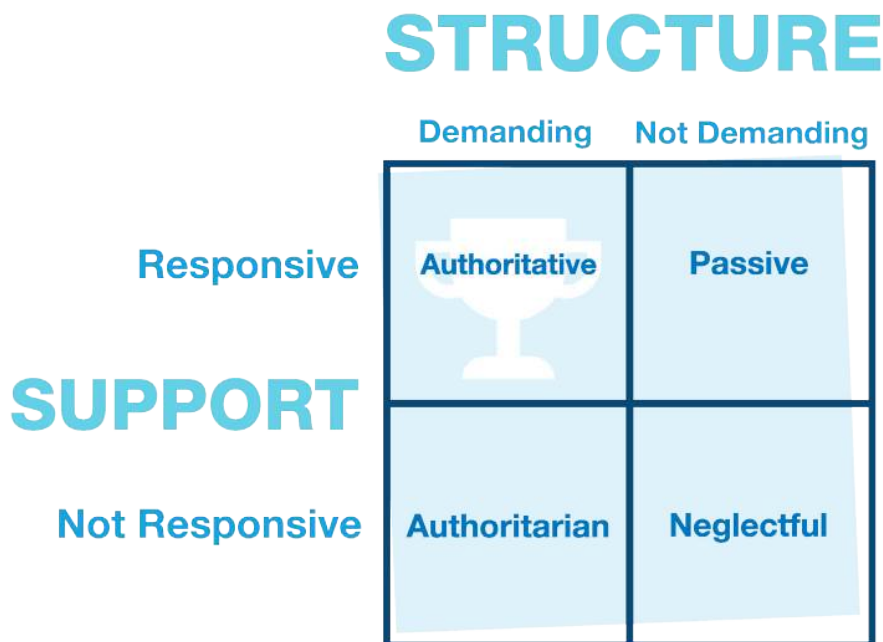 STRUCTURE
Demanding Not Demanding
Responsive Authoritative Passive
SUPPORT
Not Responsive Authoritarian Neglectful